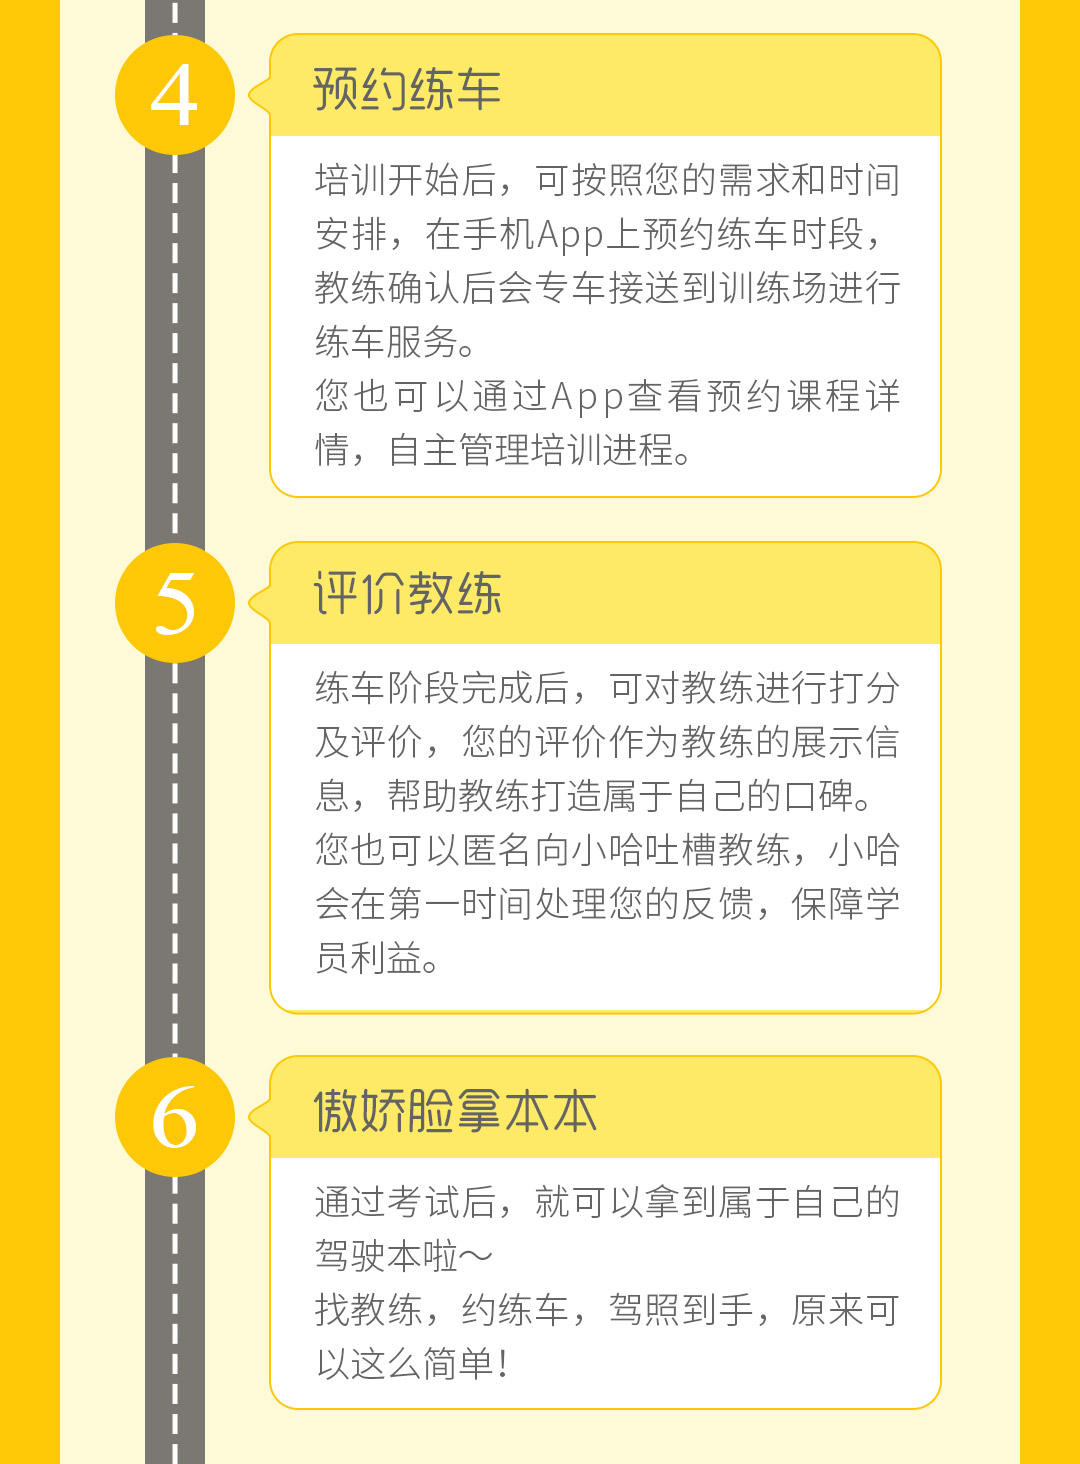 4
预约练车
培训开始后，可按照您的需求和时间
安排，在手机App上预约练车时段，
教练确认后会专车接送到训练场进行
练车服务。
您也可以通过App查看预约课程详
情，自主管理培训进程。
5
评价教练
练车阶段完成后，可对教练进行打分
及评价，您的评价作为教练的展示信
息，帮助教练打造属于自己的口碑。
您也可以匿名向小哈吐槽教练，小哈
会在第一时间处理您的反馈，保障学
员利益。
6
傲娇脸拿本本
通过考试后，就可以拿到属于自己的
驾驶本啦～
找教练，约练车，驾照到手，原来可
以这么简单！